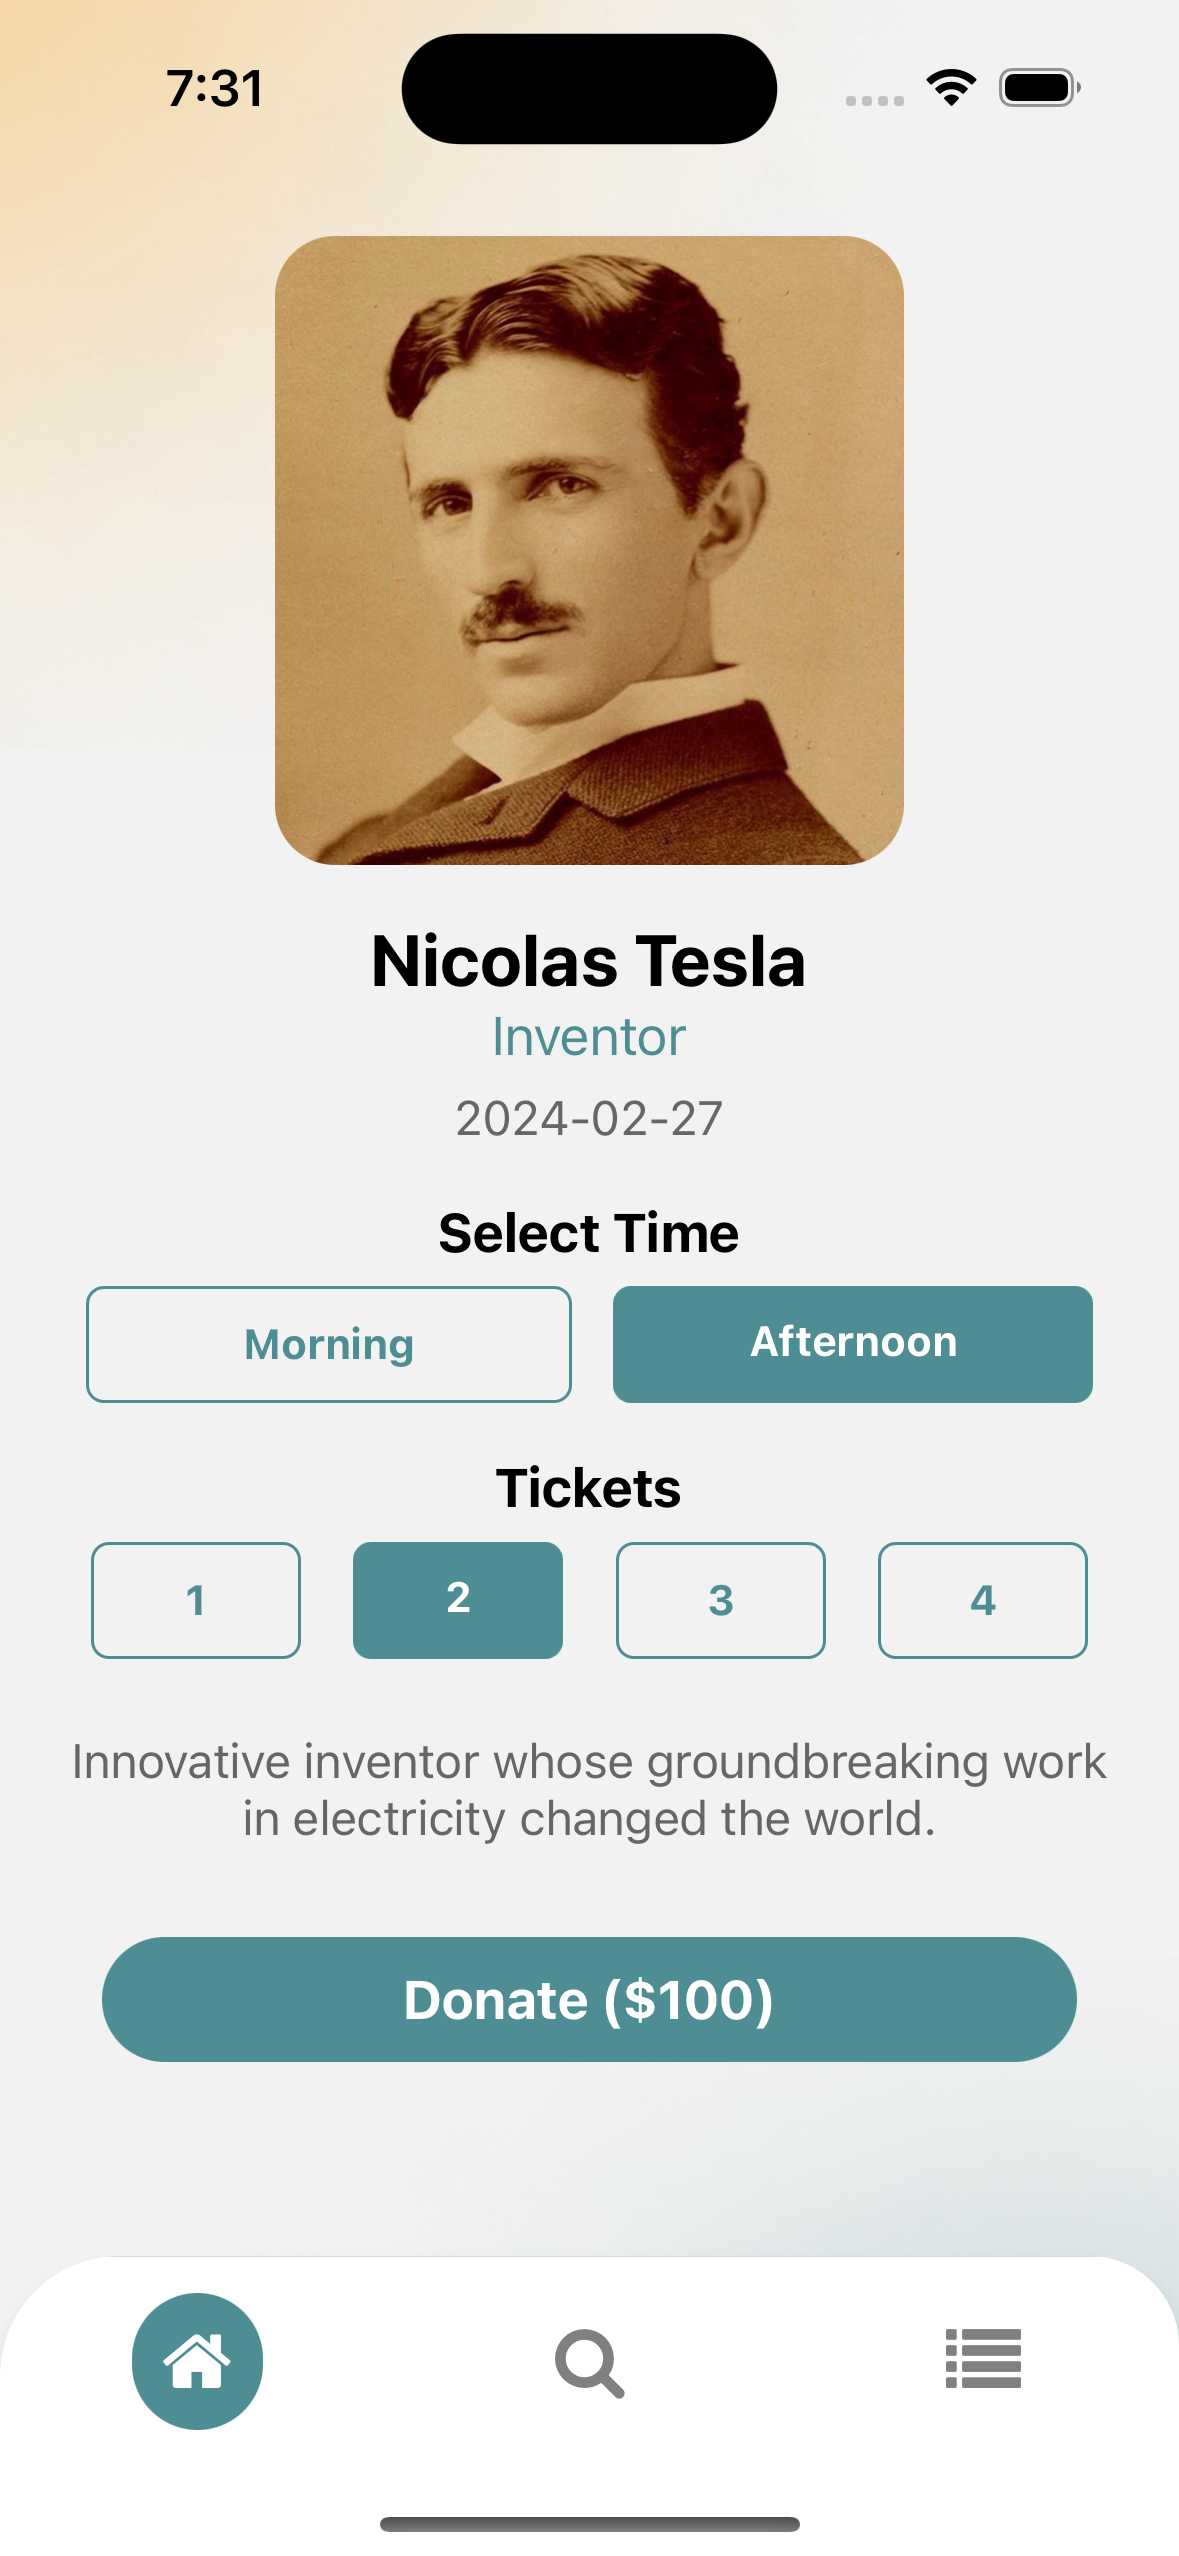 7:31
Nicolas Tesla
Inventor
2024-02-27
Select Time
Morning
Afternoon
Tickets
1
2
3
4
Innovative inventor whose groundbreaking work
in electricity changed the world.
Donate ($100)